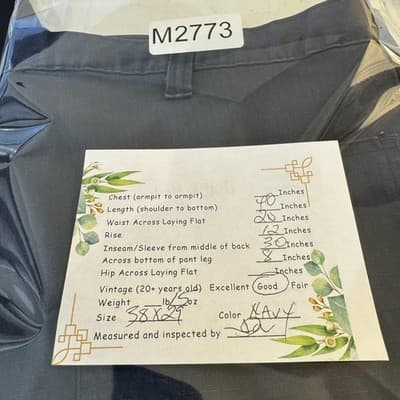 M2773
Chest (armpit to armpit) Inches
Length (shoulder to bottom) 40 Inches
Waist Across Laying Flat 20 Inches
Rise 12 Inches
Inseam/Sleeve from middle of back 30 Inches
Across bottom of pant leg 8 Inches
Hip Across Laying Flat Inches
Vintage (20+ years old) Excellent Good Fair
Weight lb 15 oz
Size 38X29 Color NAVY
Measured and inspected by